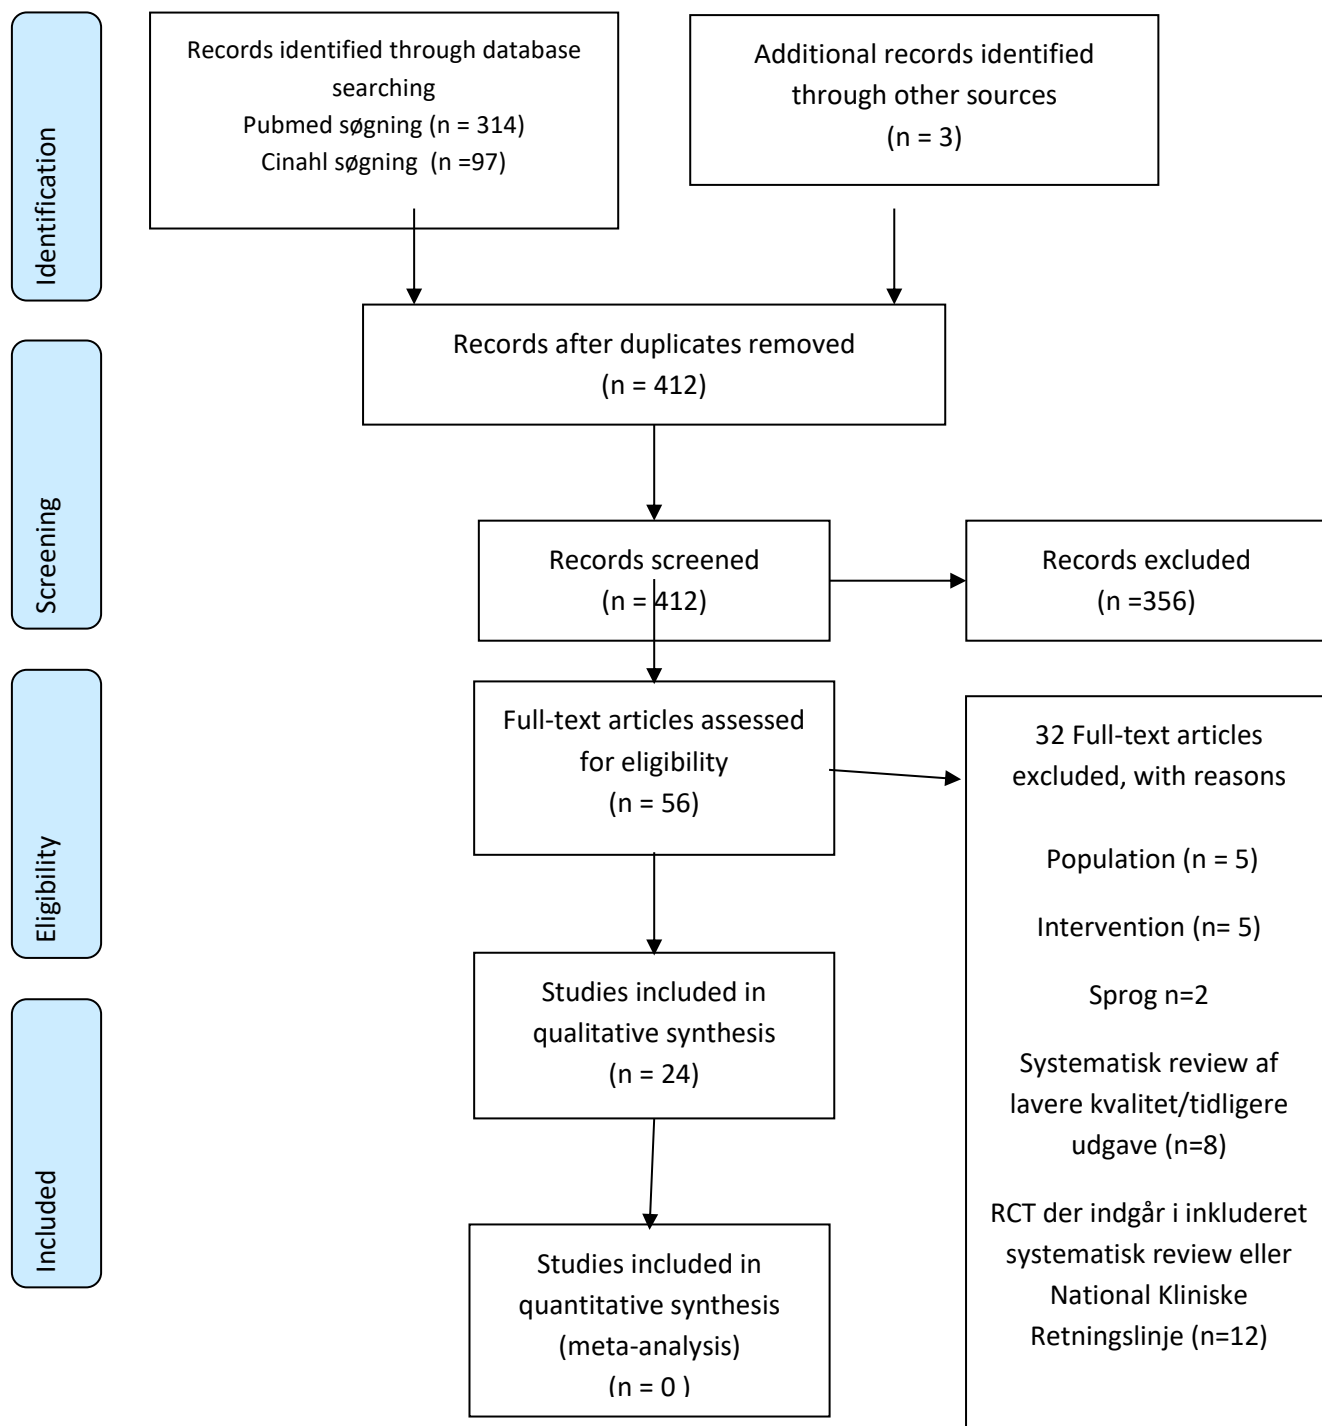 Identification
Records identified through database
searching
Pubmed søgning (n = 314)
Cinahl søgning (n =97)
Additional records identified
through other sources
(n = 3)
Records after duplicates removed
(n = 412)
Screening
Records screened
(n = 412)
Records excluded
(n =356)
Eligibility
Full-text articles assessed
for eligibility
(n = 56)
32 Full-text articles
excluded, with reasons
Population (n = 5)
Intervention (n= 5)
Sprog n=2
Systematisk review af
lavere kvalitet/tidligere
udgave (n=8)
RCT der indgår i inkluderet
systematisk review eller
National Kliniske
Retningslinje (n=12)
Studies included in
qualitative synthesis
(n = 24)
Included
Studies included in
quantitative synthesis
(meta-analysis)
(n = 0 )